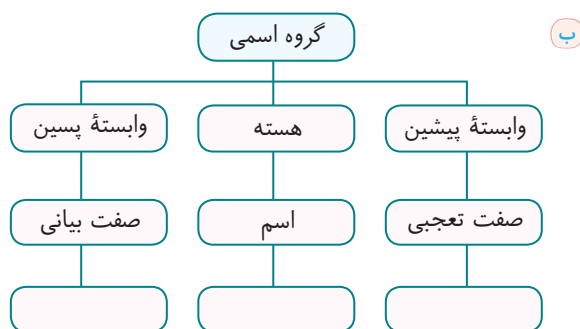 ب
گروه اسمی
وابستهٔ پیشین
هسته
وابستهٔ پسین
صفت تعجبی
اسم
صفت بیانی